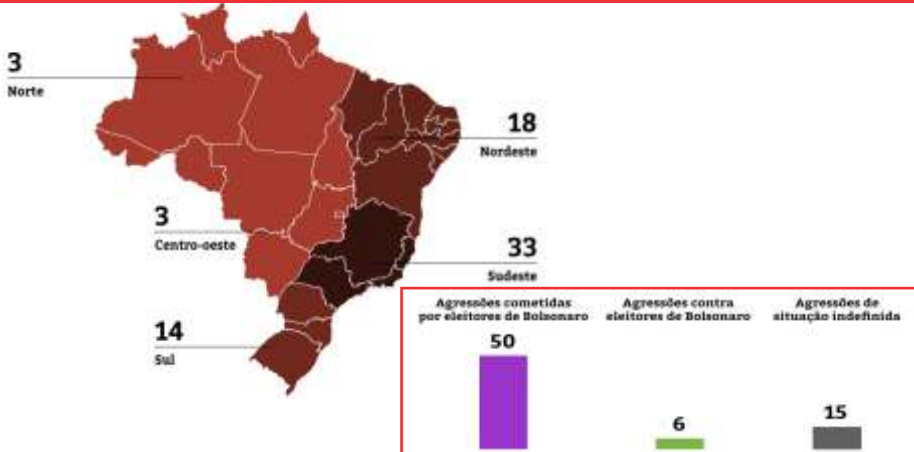 3
Norte
18
Nordeste
3
Centro-oeste
33
Sudeste
14
Sul
Agressões cometidas
por eleitores de Bolsonaro
50
Agressões contra
eleitores de Bolsonaro
6
Agressões de
situação indefinida
15